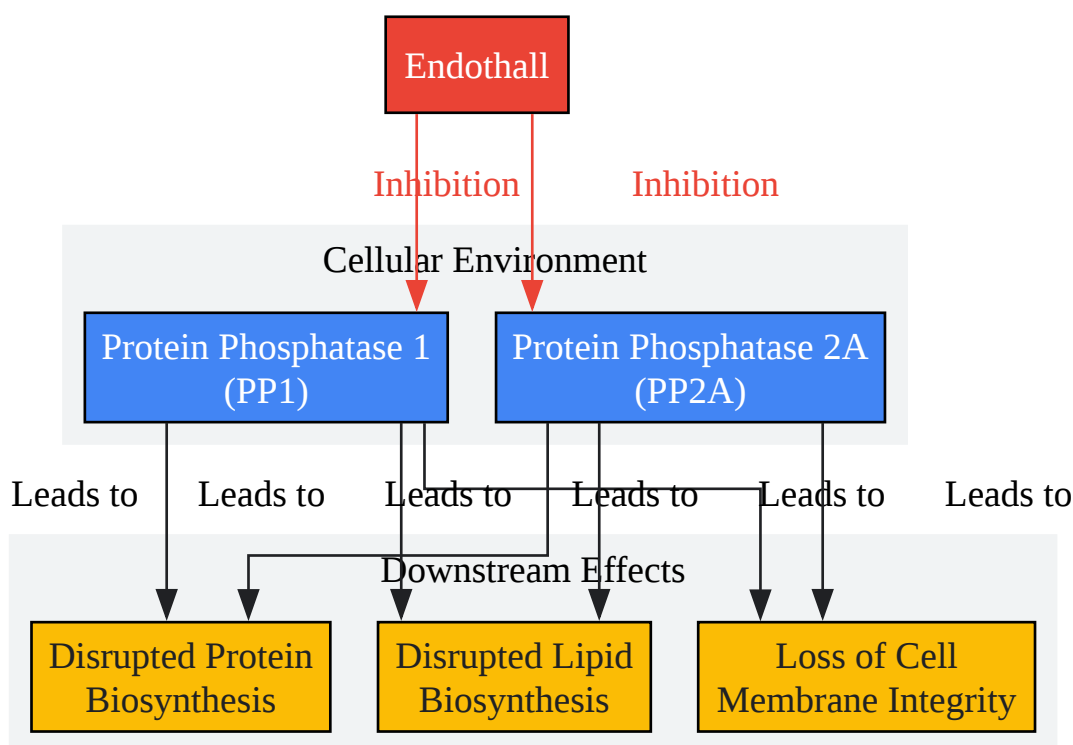 Endothall
Inhibition Inhibition
Cellular Environment
Protein Phosphatase 1
(PP1)
Protein Phosphatase 2A
(PP2A)
Leads to Leads to Leads to Leads to Leads to Leads to
Downstream Effects
Disrupted Protein
Biosynthesis
Disrupted Lipid
Biosynthesis
Loss of Cell
Membrane Integrity